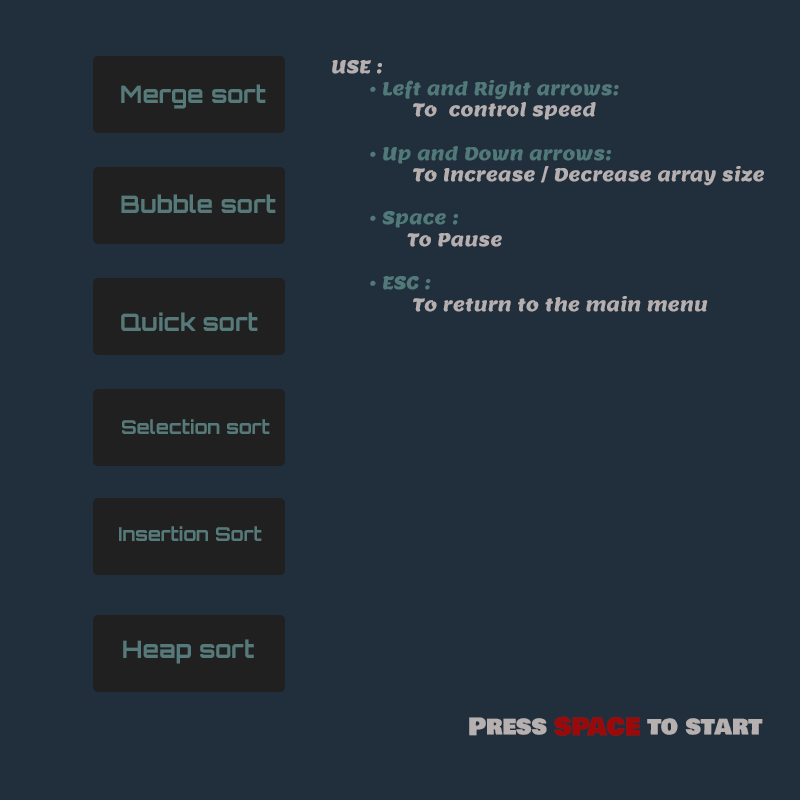 Merge sort
Bubble sort
Quick sort
Selection sort
Insertion Sort
Heap sort
USE :
• Left and Right arrows:
To control speed
• Up and Down arrows:
To Increase / Decrease array size
• Space :
To Pause
• ESC :
To return to the main menu
PRESS SPACE TO START